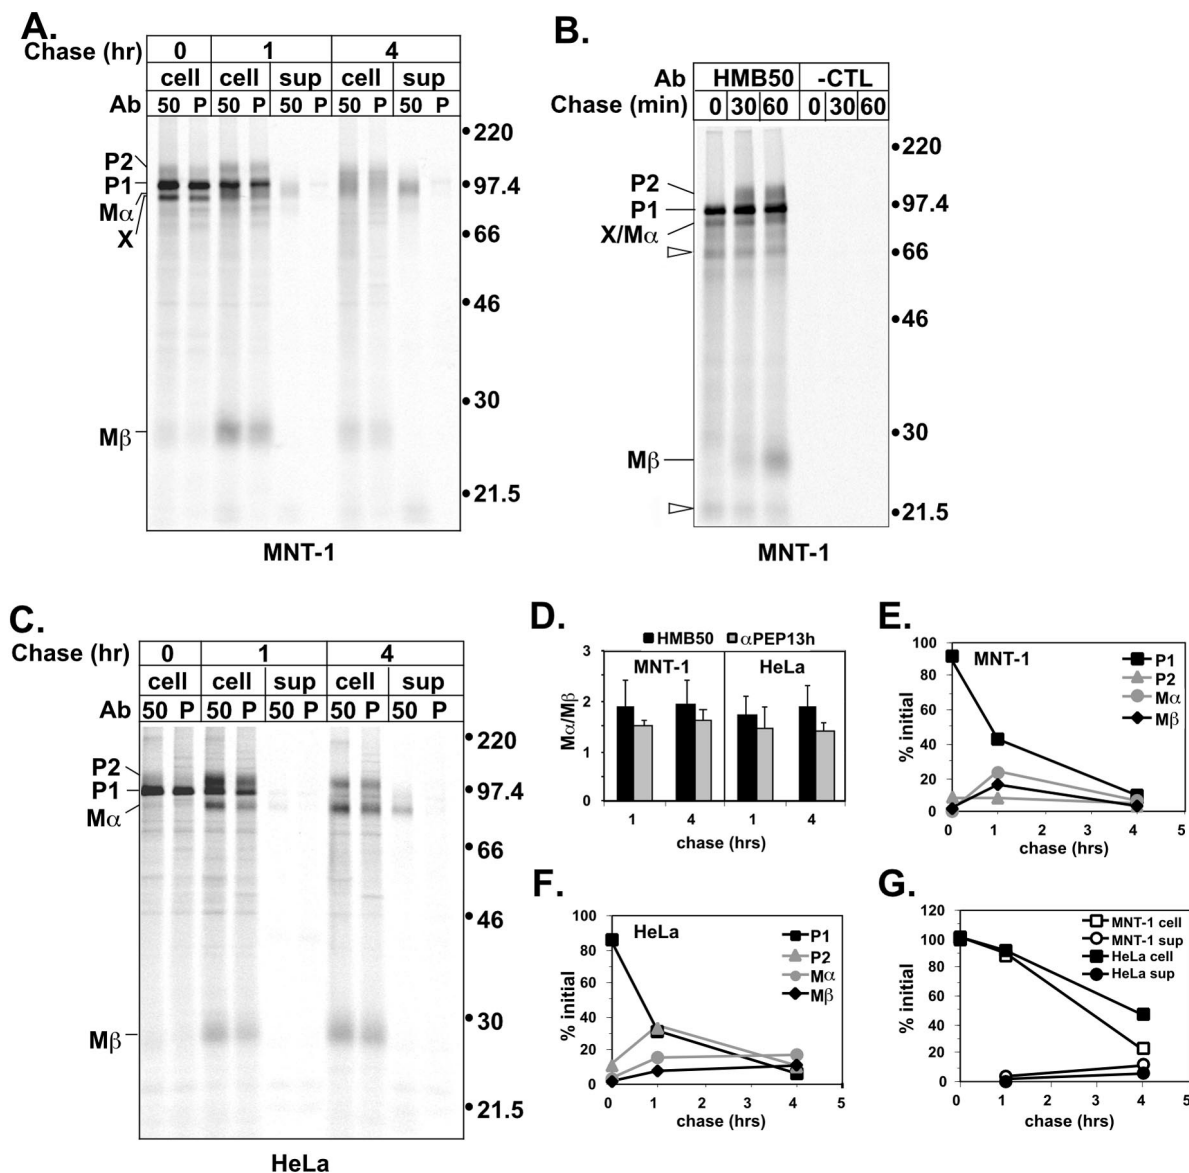 A.
Chase (hr) 0 1 4
cell cell sup cell sup
Ab 50 P 50 P 50 P 50 P 50 P
P2
P1
Mα
X
Mβ
•220
•97.4
•66
•46
•30
•21.5
MNT-1
B.
Ab HMB50 -CTL
Chase (min) 0 30 60 0 30 60
P2
P1
X/Mα
Mβ
•220
•97.4
•66
•46
•30
•21.5
MNT-1
C.
Chase (hr) 0 1 4
cell cell sup cell sup
Ab 50 P 50 P 50 P 50 P 50 P
P2
P1
Mα
Mβ
•220
•97.4
•66
•46
•30
•21.5
HeLa
D.
HMB50 αPEP13h
MNT-1 HeLa
Mα/Mβ
3
2
1
0
1 4 1 4
chase (hrs)
E.
MNT-1
P1
P2
Mα
Mβ
% initial
100
80
60
40
20
0
0 1 2 3 4 5
chase (hrs)
F.
HeLa
P1
P2
Mα
Mβ
% initial
100
80
60
40
20
0
0 1 2 3 4 5
chase (hrs)
G.
MNT-1 cell
MNT-1 sup
HeLa cell
HeLa sup
% initial
120
100
80
60
40
20
0
0 1 2 3 4 5
chase (hrs)